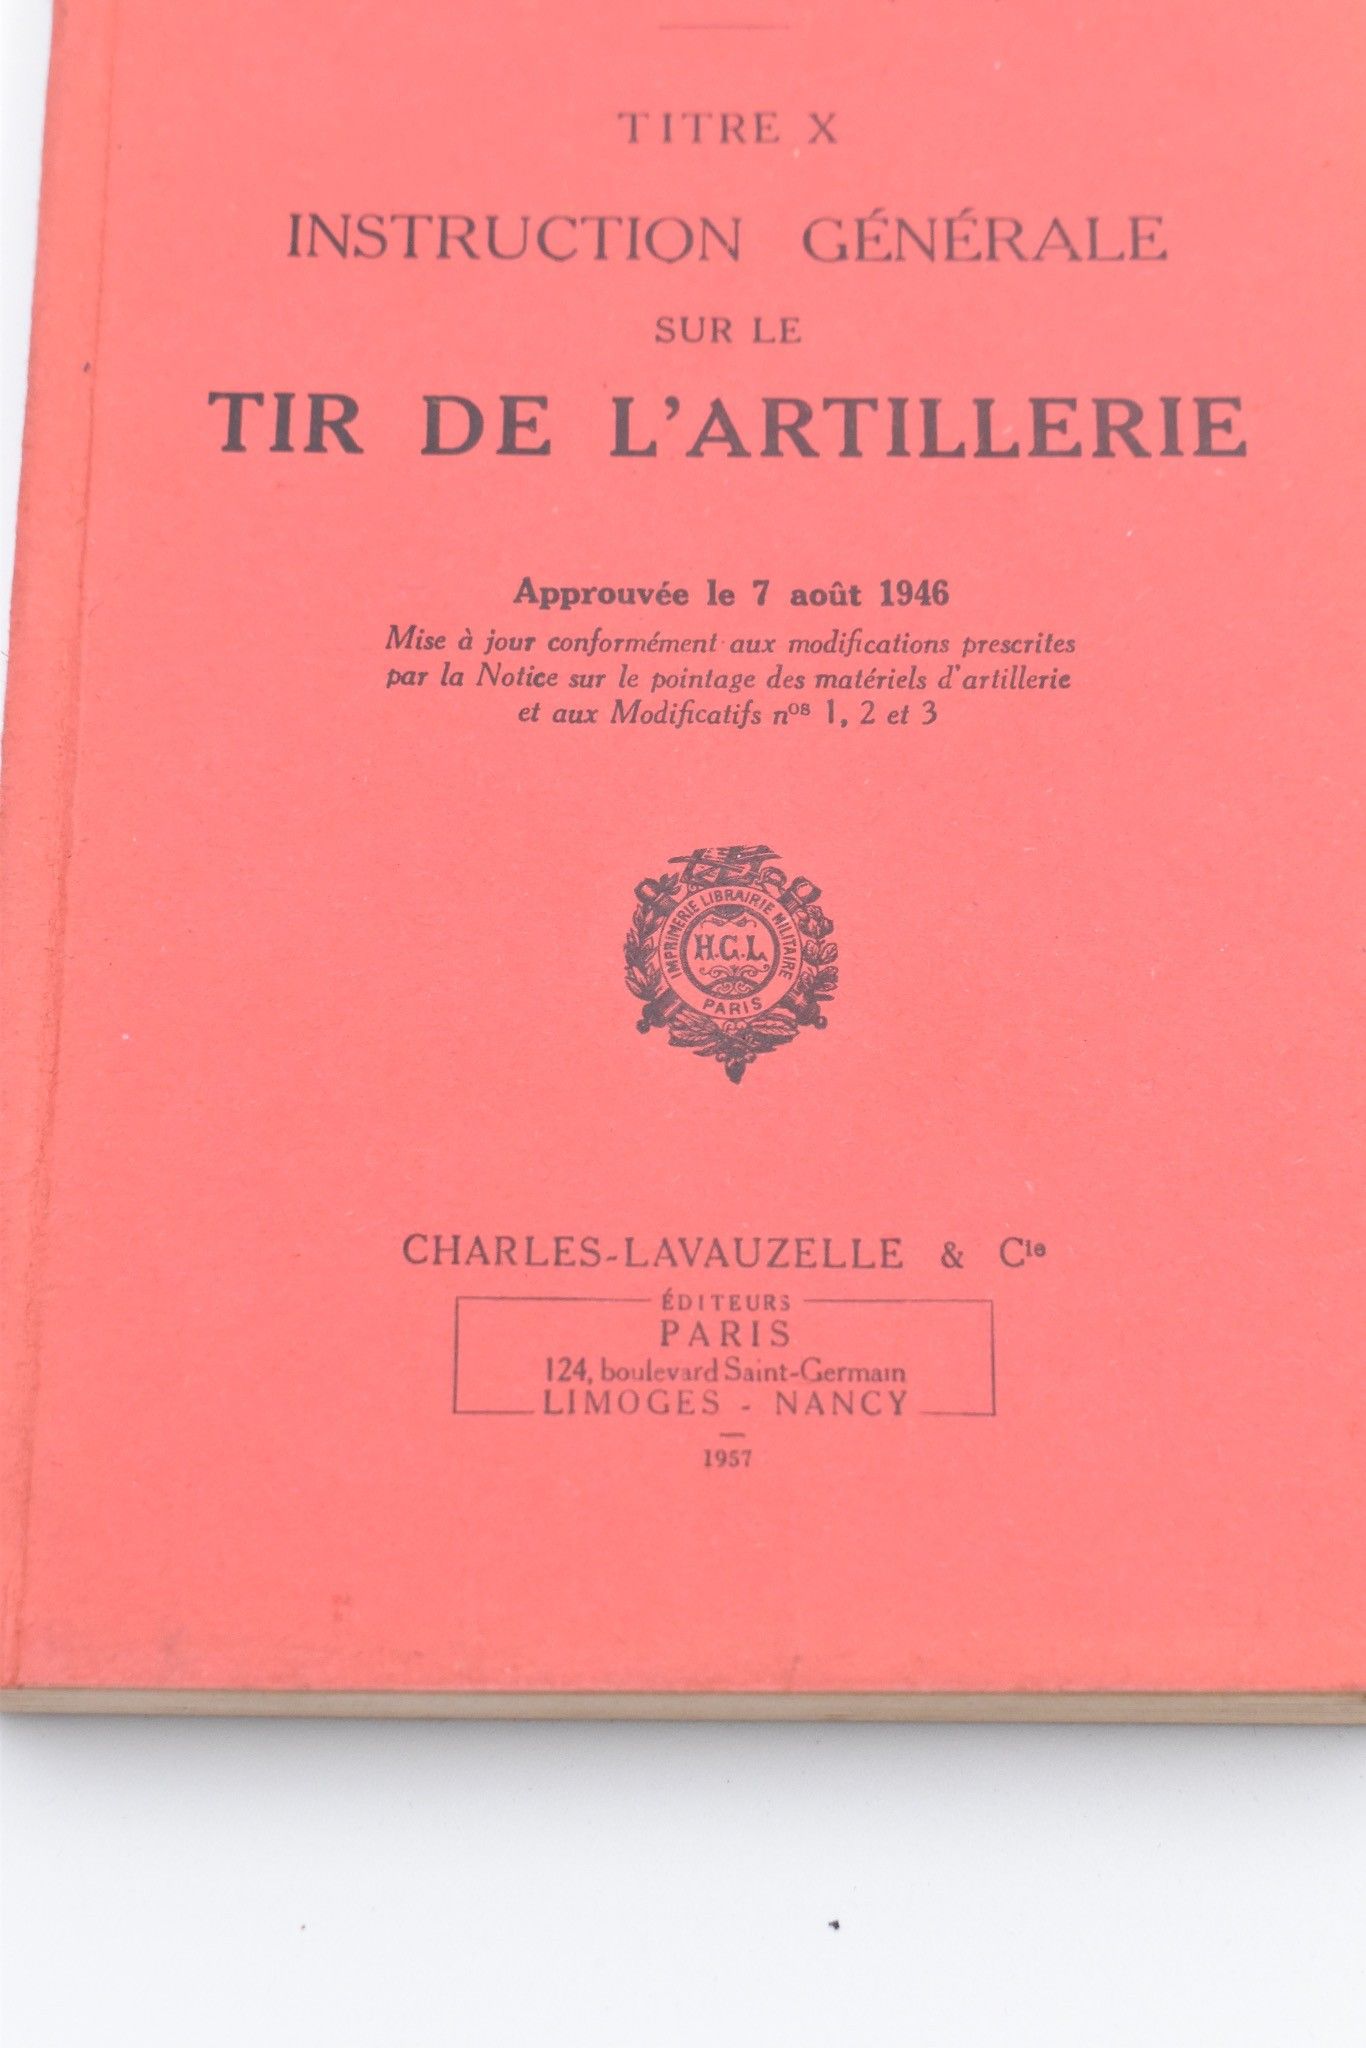 TITRE X
INSTRUCTION GÉNÉRALE
SUR LE
TIR DE L'ARTILLERIE
Approuvée le 7 août 1946
Mise à jour conformément aux modifications prescrites
par la Notice sur le pointage des matériels d'artillerie
et aux Modificatifs nos 1, 2 et 3
IMPRIMERIE LIBRAIRIE MILITAIRE
H.C.L.
PARIS
CHARLES-LAVAUZELLE & Cie
ÉDITEURS
PARIS
124, boulevard Saint-Germain
LIMOGES - NANCY
1957